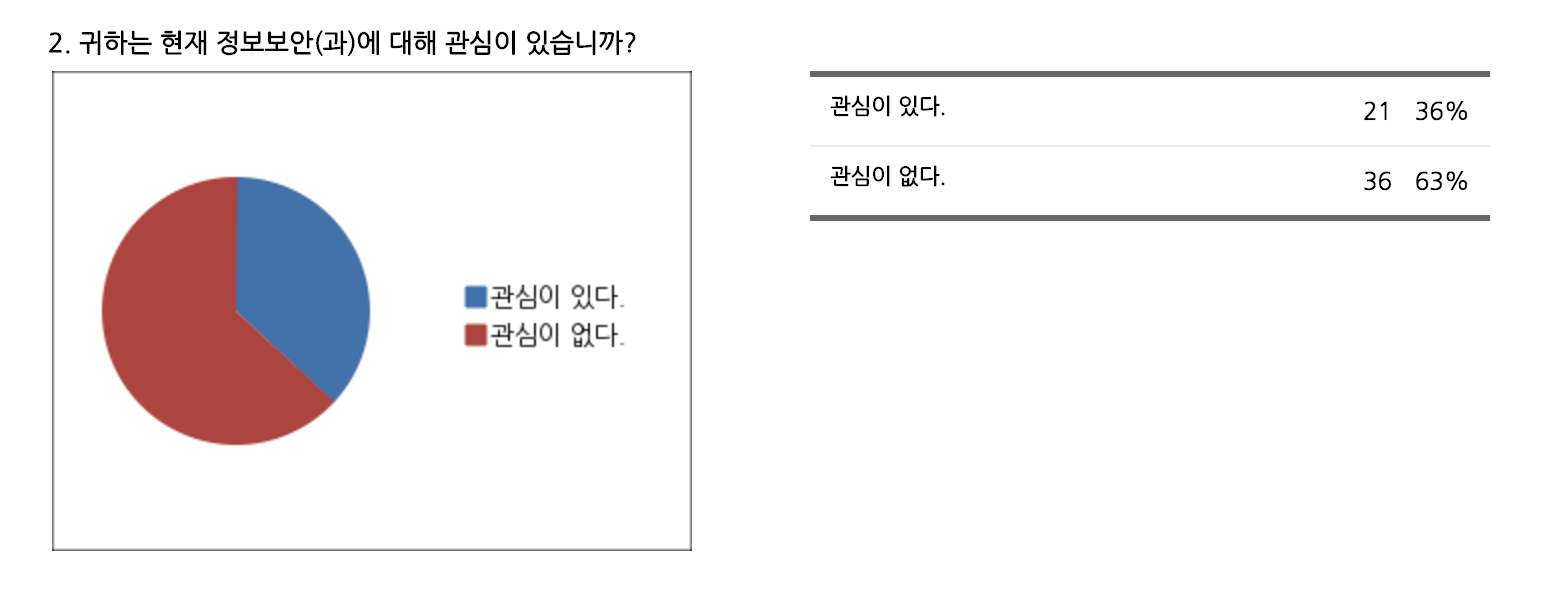 2. 귀하는 현재 정보보안(과)에 대해 관심이 있습니까?
관심이 있다.
관심이 없다.
관심이 있다. 21 36%
관심이 없다. 36 63%